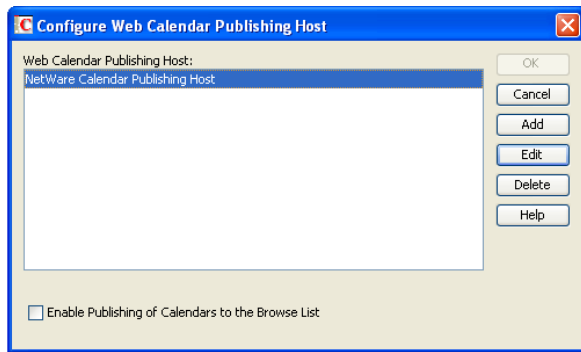 Configure Web Calendar Publishing Host
Web Calendar Publishing Host:
NetWare Calendar Publishing Host
OK
Cancel
Add
Edit
Delete
Help
Enable Publishing of Calendars to the Browse List